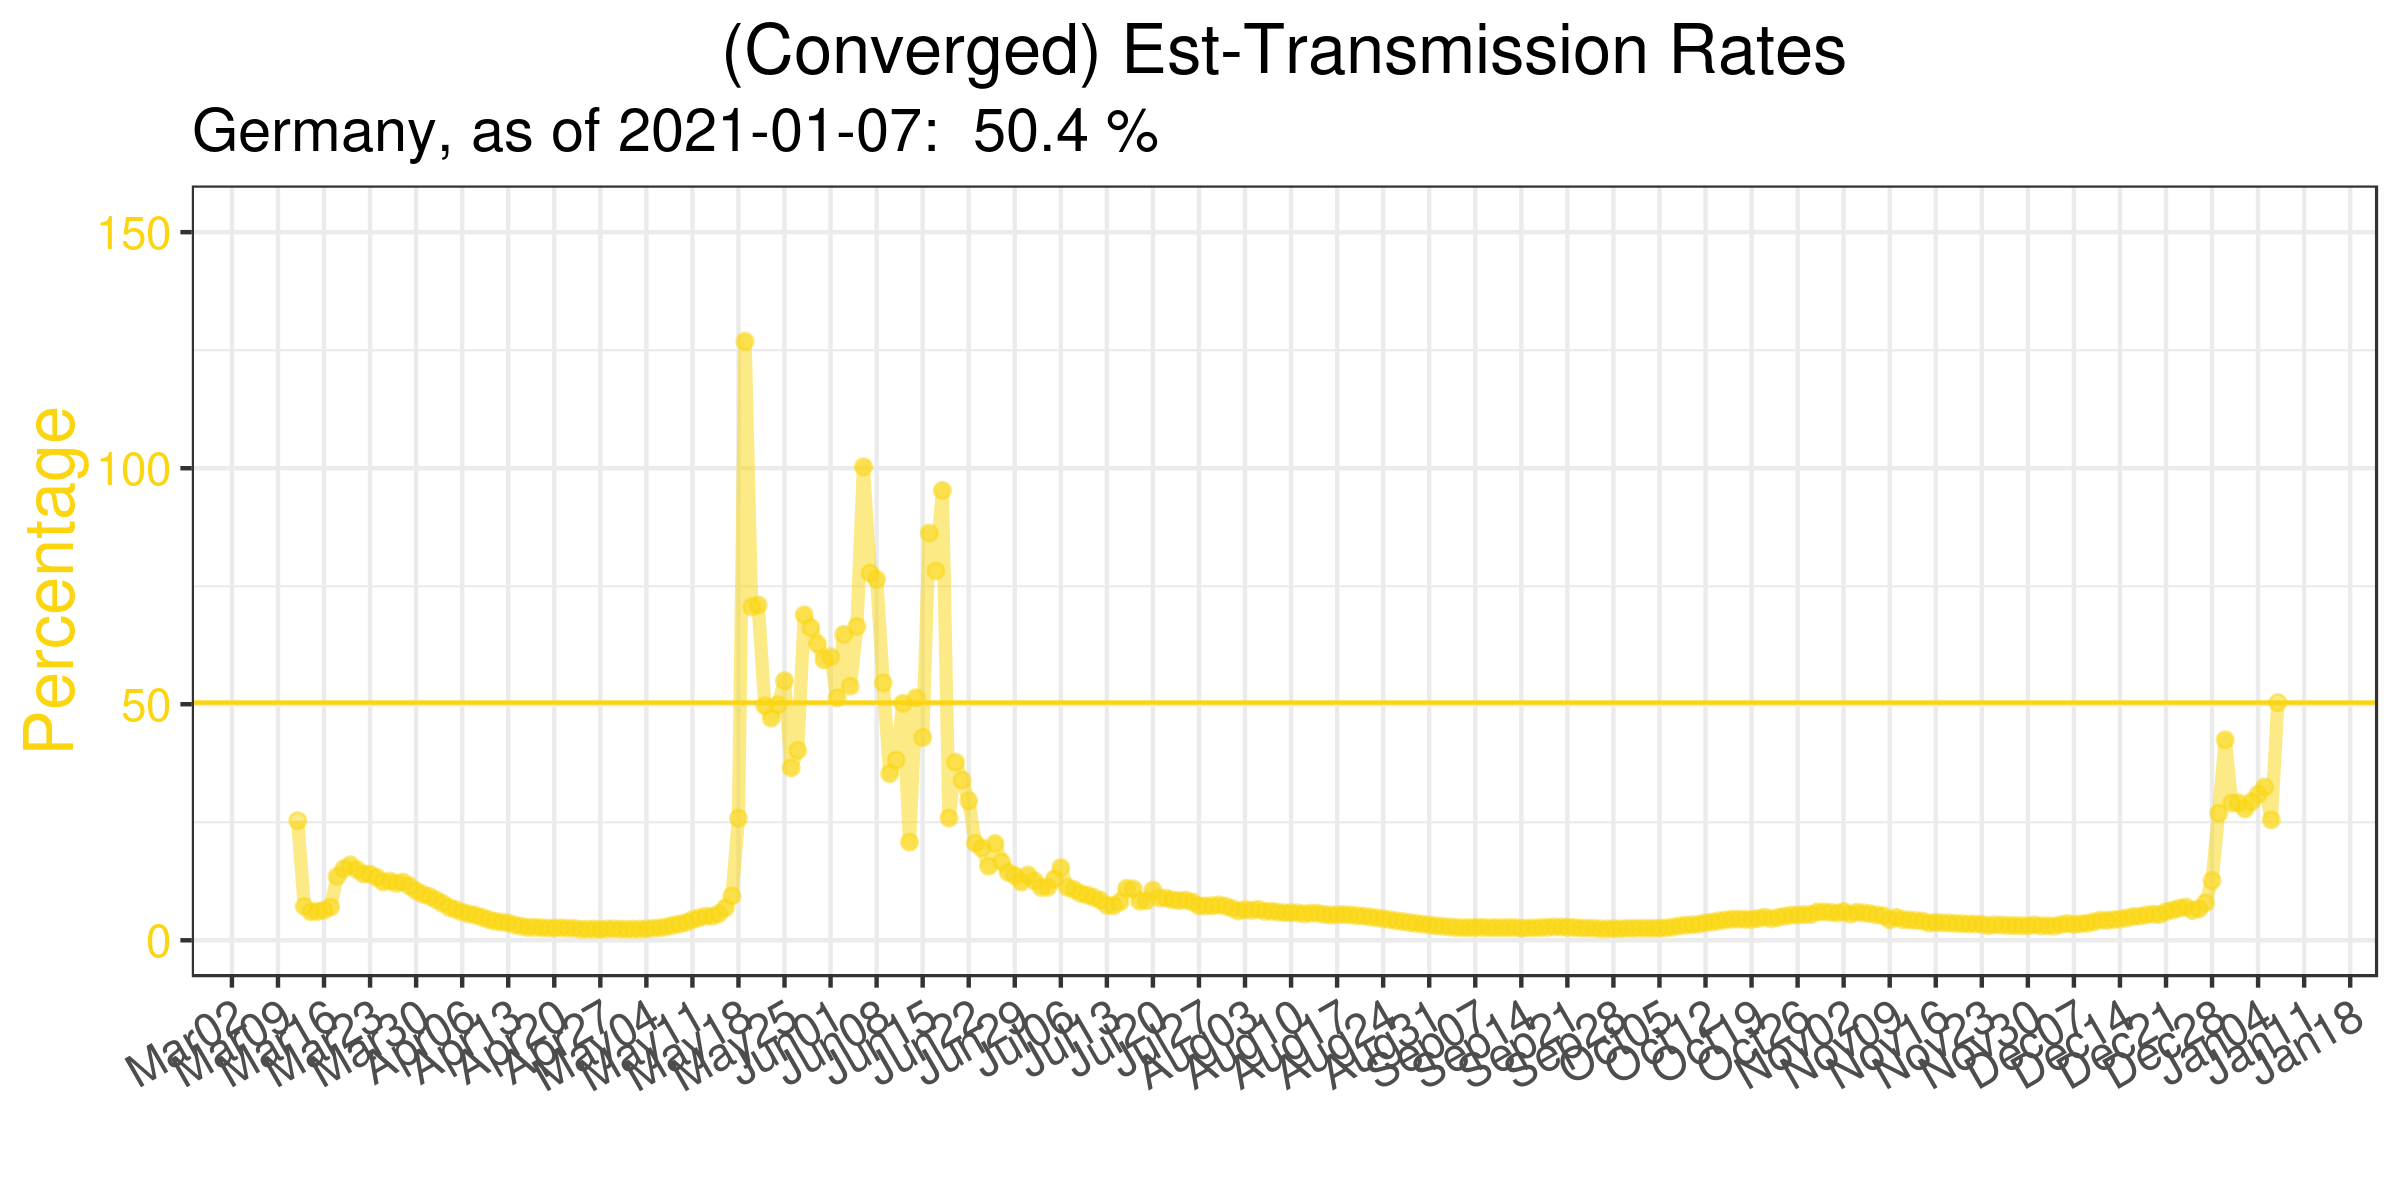 (Converged) Est-Transmission Rates
Germany, as of 2021-01-07:  50.4 %
Percentage
150
100
50
0
Mar02
Mar09
Mar16
Mar23
Mar30
Apr06
Apr13
Apr20
Apr27
May04
May11
May18
May25
Jun01
Jun08
Jun15
Jun22
Jun29
Jul06
Jul13
Jul20
Jul27
Aug03
Aug10
Aug17
Aug24
Aug31
Sep07
Sep14
Sep21
Sep28
Oct05
Oct12
Oct19
Oct26
Nov02
Nov09
Nov16
Nov23
Nov30
Dec07
Dec14
Dec21
Dec28
Jan04
Jan11
Jan18